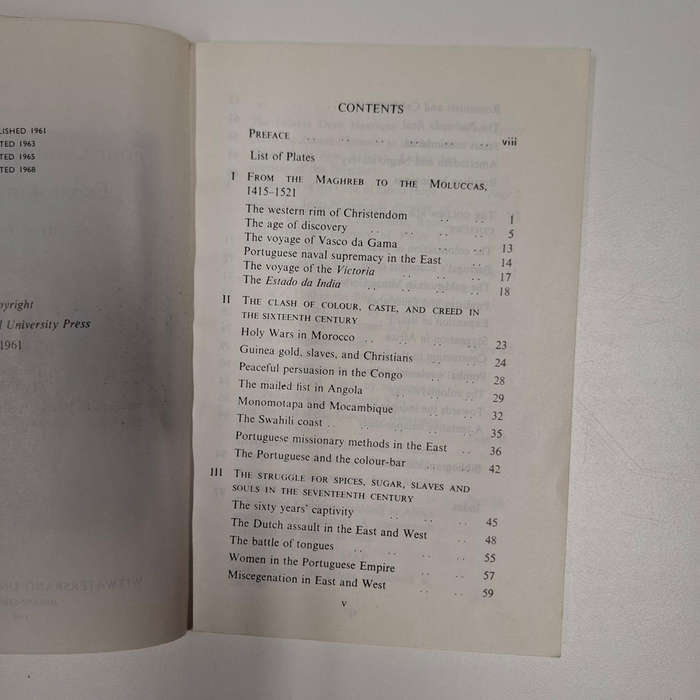 LISHED 1961
TED 1963
TED 1965
TED 1968
pyright
l University Press
1961
WITWATERSRAND UN
CONTENTS
PREFACE .. .. .. .. .. .. .. viii
List of Plates
I FROM THE MAGHREB TO THE MOLUCCAS,
1415–1521
The western rim of Christendom .. .. .. 1
The age of discovery .. .. .. .. 5
The voyage of Vasco da Gama .. .. .. 13
Portuguese naval supremacy in the East .. 14
The voyage of the Victoria .. .. .. 17
The Estado da India .. .. .. .. 18
II THE CLASH OF COLOUR, CASTE, AND CREED IN
THE SIXTEENTH CENTURY
Holy Wars in Morocco .. .. .. .. 23
Guinea gold, slaves, and Christians .. .. 24
Peaceful persuasion in the Congo .. .. 28
The mailed fist in Angola .. .. .. 29
Monomotapa and Mocambique .. .. 32
The Swahili coast .. .. .. .. .. 35
Portuguese missionary methods in the East .. 36
The Portuguese and the colour-bar .. .. 42
III THE STRUGGLE FOR SPICES, SUGAR, SLAVES AND
SOULS IN THE SEVENTEENTH CENTURY
The sixty years' captivity .. .. .. 45
The Dutch assault in the East and West .. 48
The battle of tongues .. .. .. .. 55
Women in the Portuguese Empire .. .. 57
Miscegenation in East and West .. .. 59
v